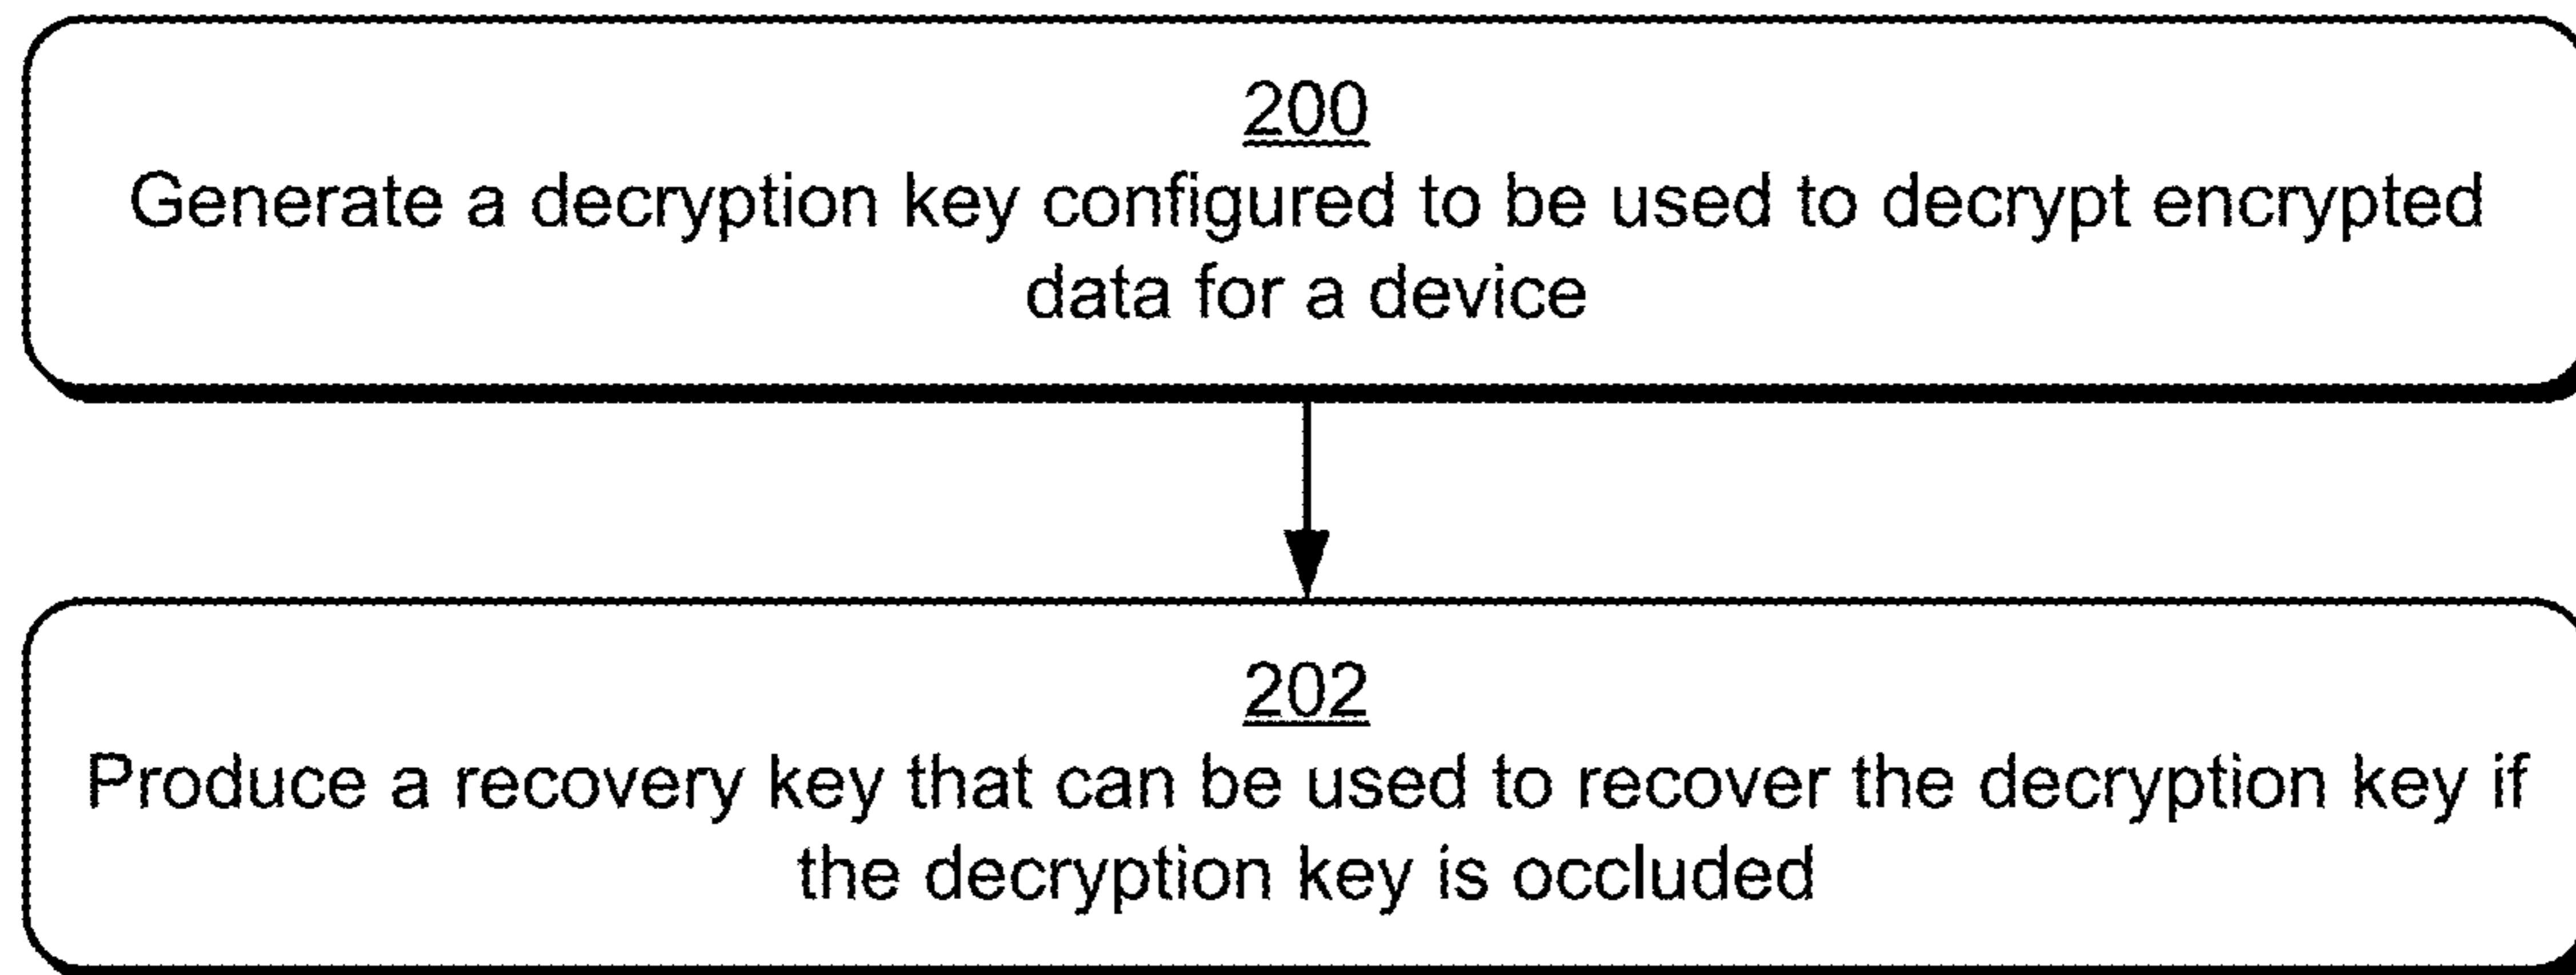 200
Generate a decryption key configured to be used to decrypt encrypted
data for a device
202
Produce a recovery key that can be used to recover the decryption key if
the decryption key is occluded